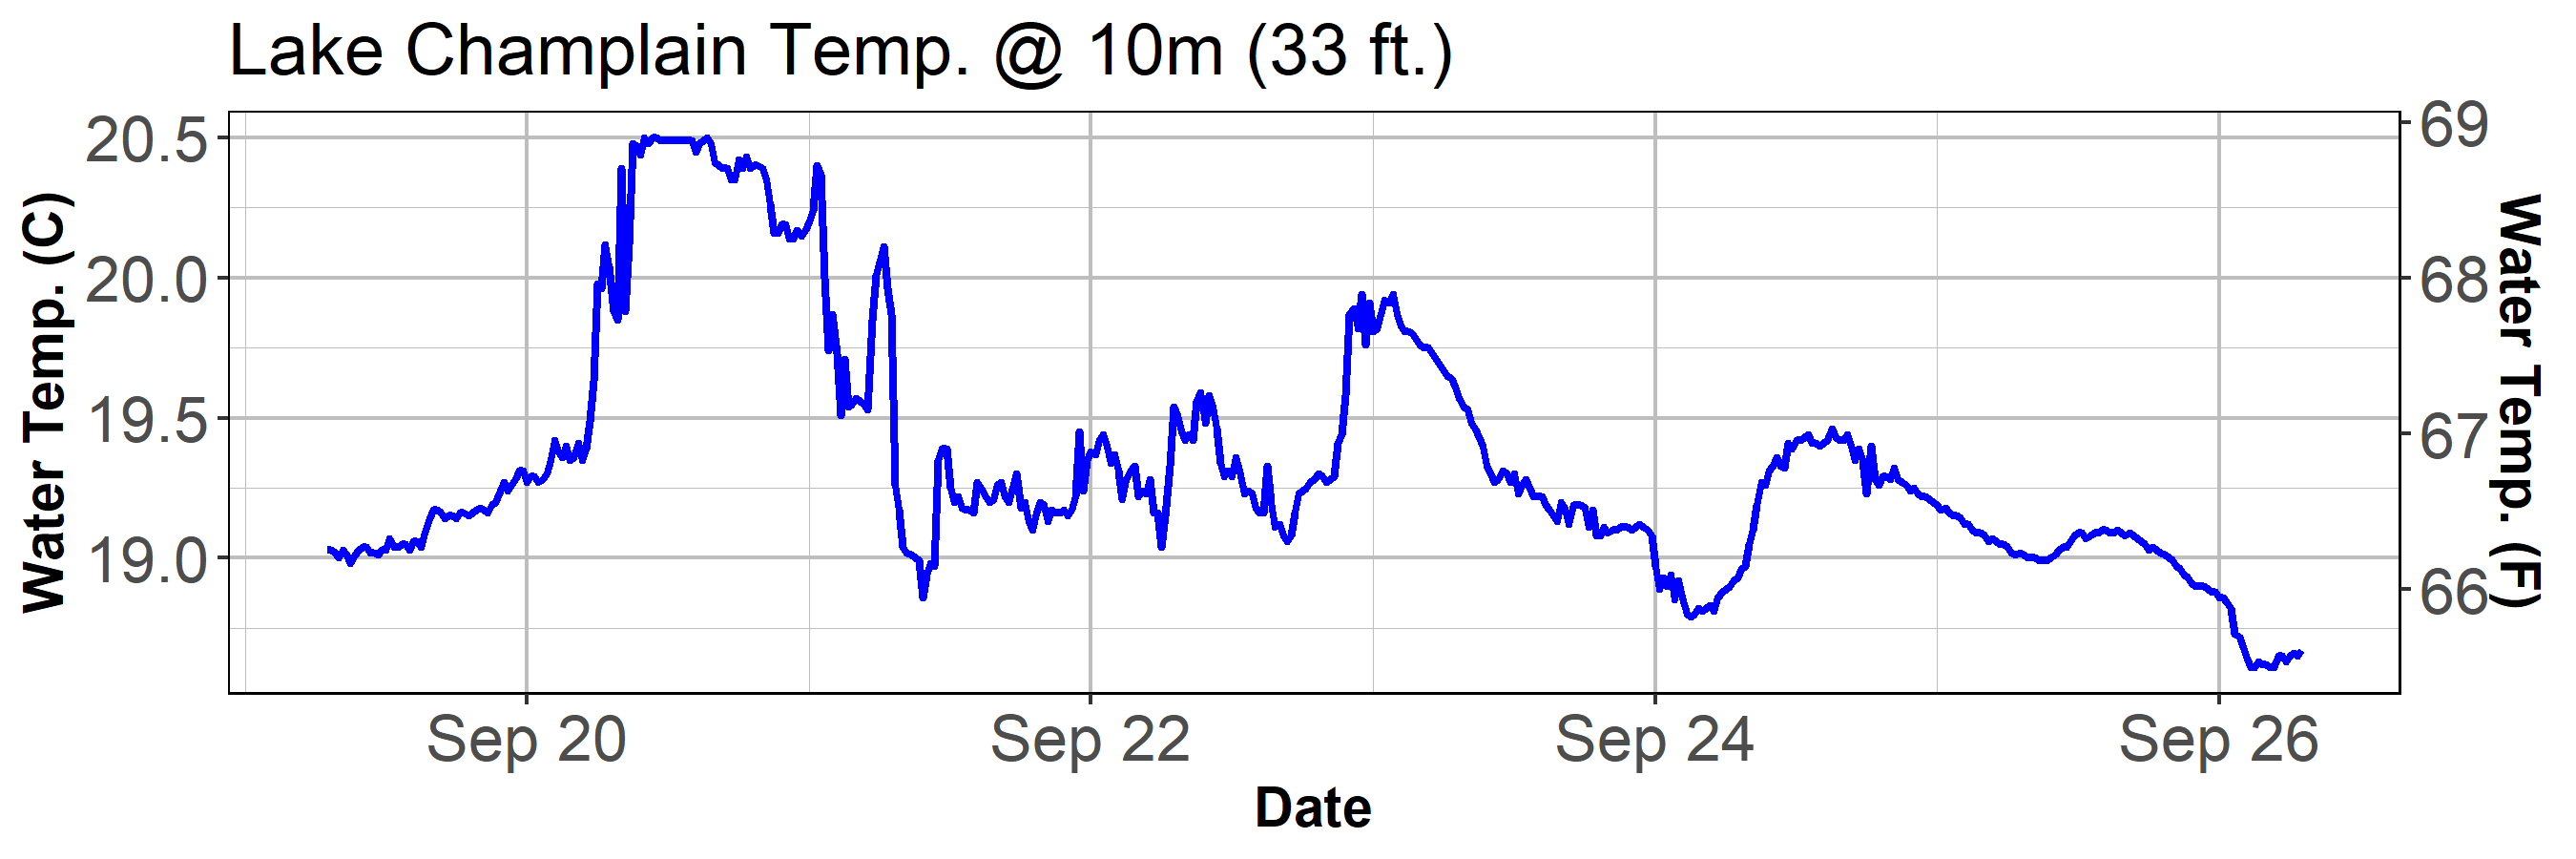 Lake Champlain Temp. @ 10m (33 ft.)
Water Temp. (C)
20.5
20.0
19.5
19.0
69
68
67
66
Water Temp. (F)
Sep 20
Sep 22
Sep 24
Sep 26
Date